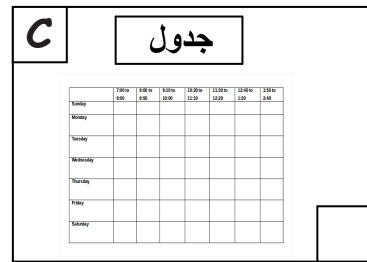 C
جدول
7:00 to 8:00 to 9:10 to 10:20 to 11:20 to 12:40 to 1:50 to
8:00 8:50 10:00 11:10 12:20 1:30 2:40
Sunday
Monday
Tuesday
Wednesday
Thursday
Friday
Saturday